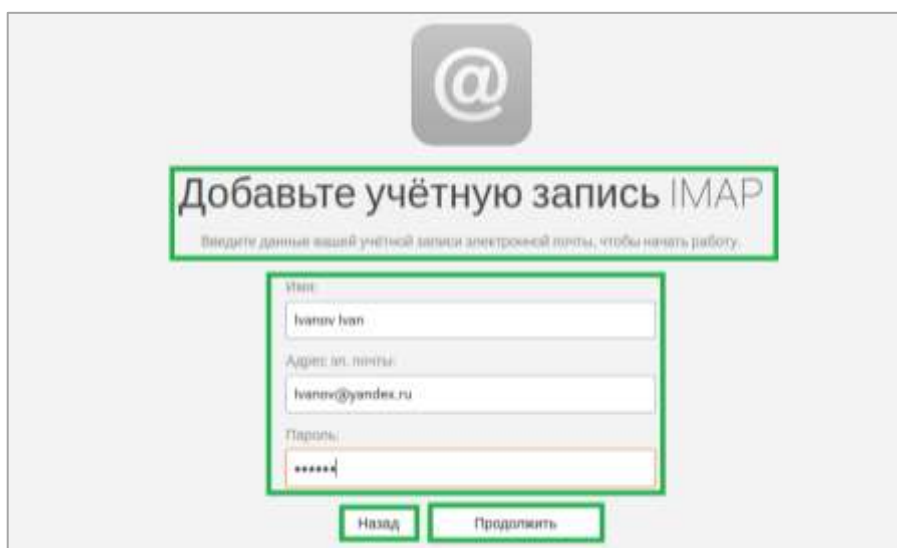 @
Добавьте учётную запись IMAP
Введите данные вашей учётной записи электронной почты, чтобы начать работу.
Имя:
Ivanov Ivan
Адрес эл. почты:
Ivanov@yandex.ru
Пароль:
••••••
Назад Продолжить